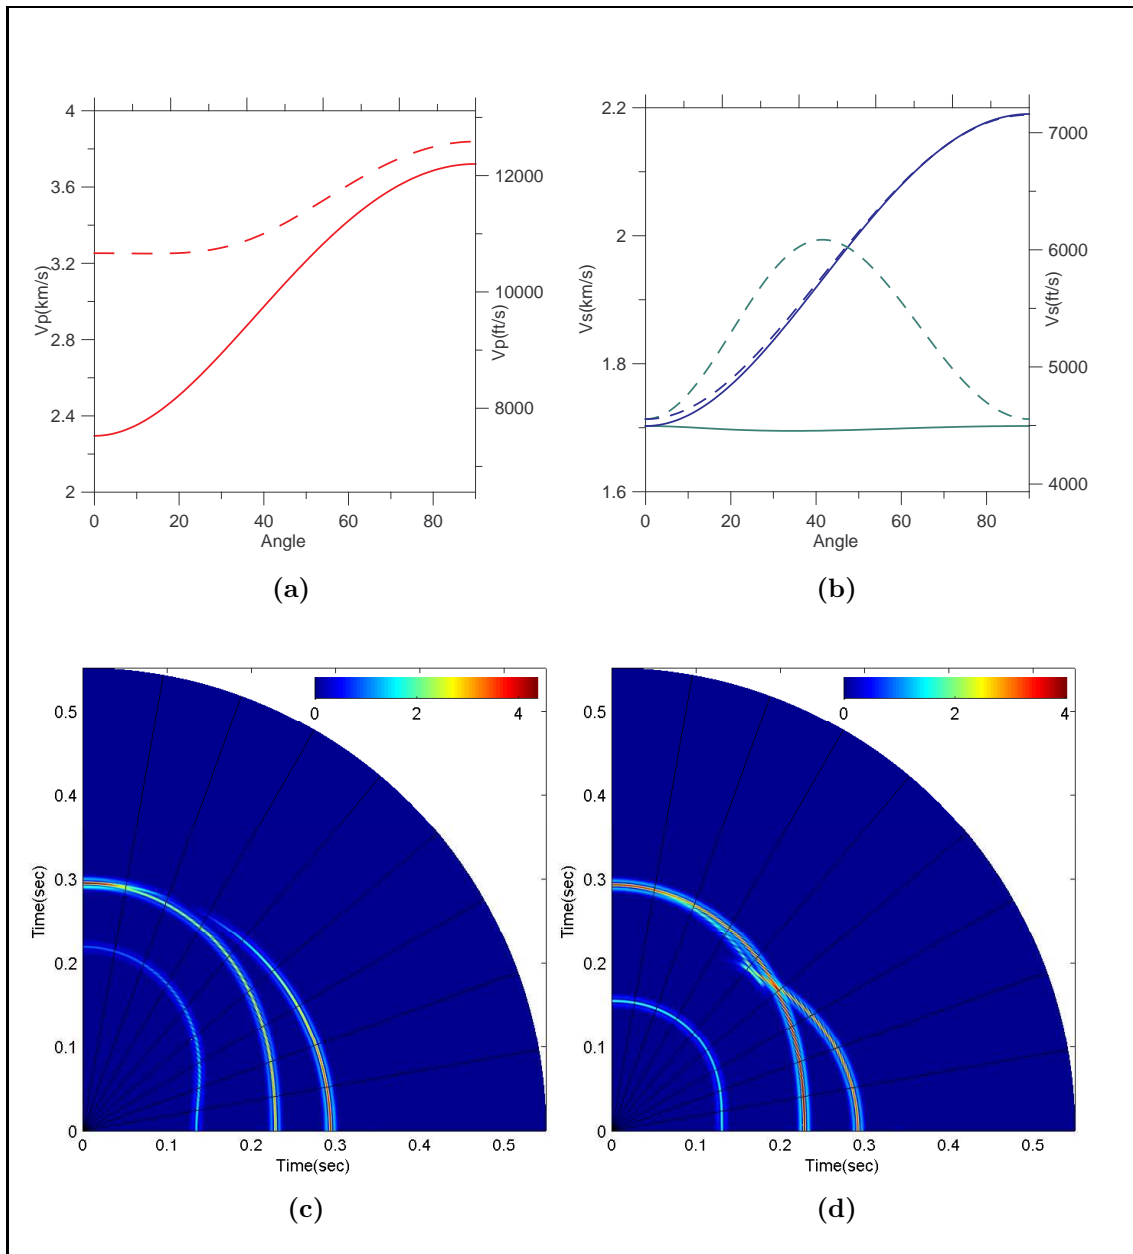 4
3.6
3.2
2.8
2.4
2
Vp(km/s)
12000
10000
8000
Vp(ft/s)
0 20 40 60 80
Angle
(a)
2.2
2
1.8
1.6
Vs(km/s)
7000
6000
5000
4000
Vs(ft/s)
0 20 40 60 80
Angle
(b)
0 2 4
0.5
0.4
0.3
0.2
0.1
0
Time(sec)
0 0.1 0.2 0.3 0.4 0.5
Time(sec)
(c)
0 2 4
0.5
0.4
0.3
0.2
0.1
0
Time(sec)
0 0.1 0.2 0.3 0.4 0.5
Time(sec)
(d)